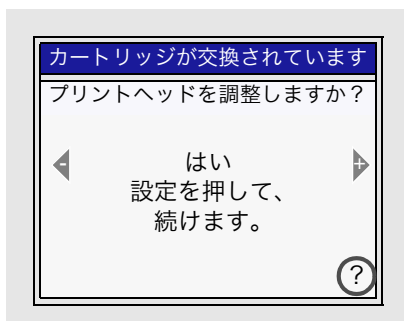 カートリッジが交換されています
プリントヘッドを調整しますか？
- はい +
設定を押して、
続けます。
?